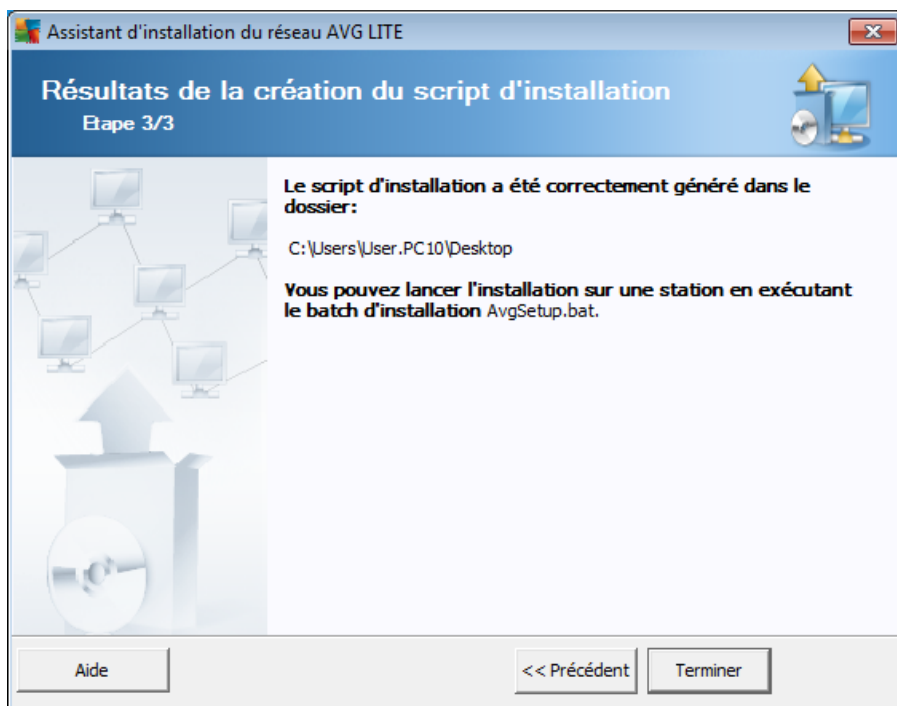 Assistant d'installation du réseau AVG LITE
Résultats de la création du script d'installation
Etape 3/3
Le script d'installation a été correctement généré dans le
dossier:
C:\Users\User.PC10\Desktop
Vous pouvez lancer l'installation sur une station en exécutant
le batch d'installation AvgSetup.bat.
Aide
<< Précédent
Terminer